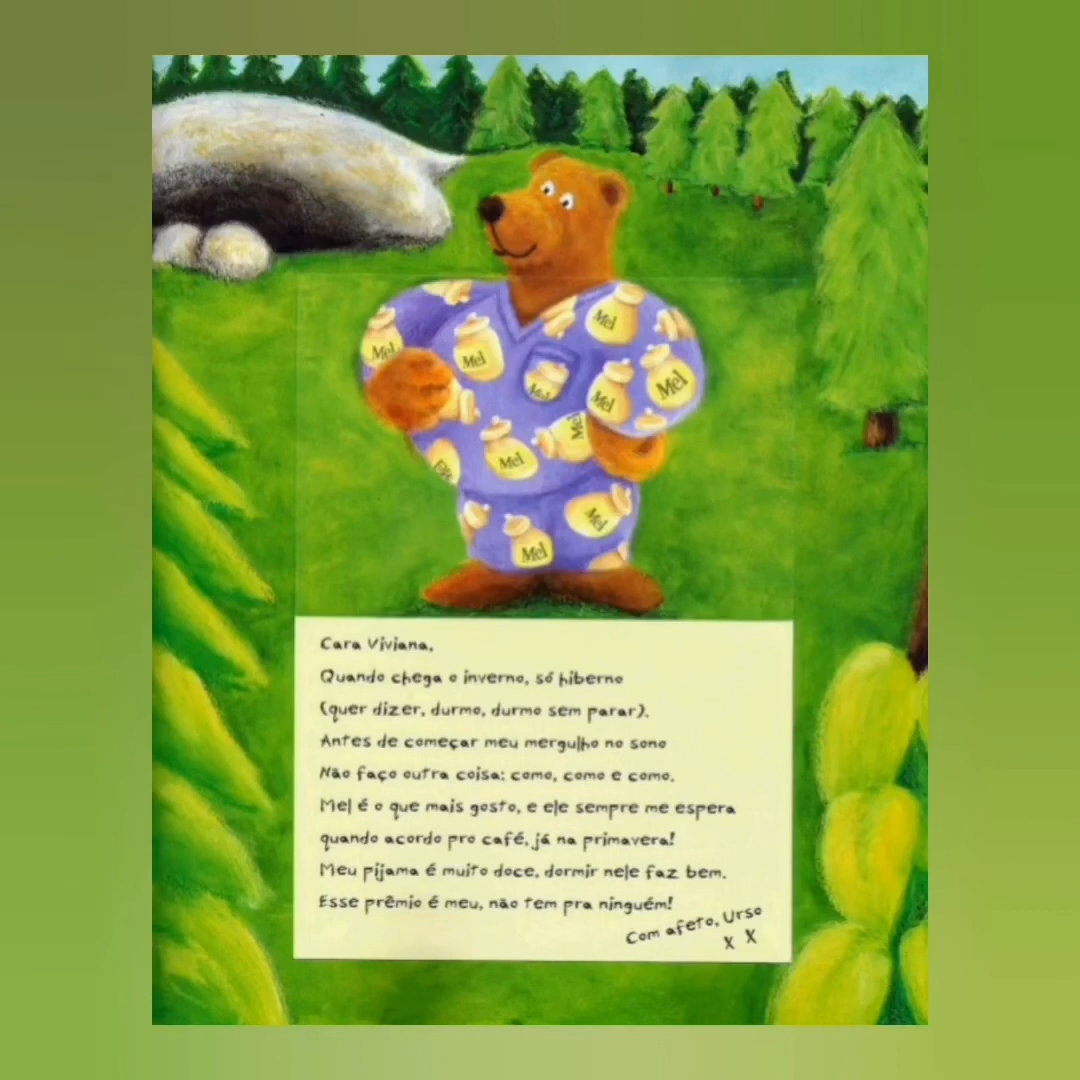 Mel
Mel
Mel
Mel
Mel
Mel
Mel
Mel
Mel
Mel
Mel
Cara Viviana,
Quando chega o inverno, só hiberno
(quer dizer, durmo, durmo sem parar).
Antes de começar meu mergulho no sono
Não faço outra coisa: como, como e como.
Mel é o que mais gosto, e ele sempre me espera
quando acordo pro café, já na primavera!
Meu pijama é muito doce, dormir nele faz bem.
Esse prêmio é meu, não tem pra ninguém!
Com afeto, Urso
X X